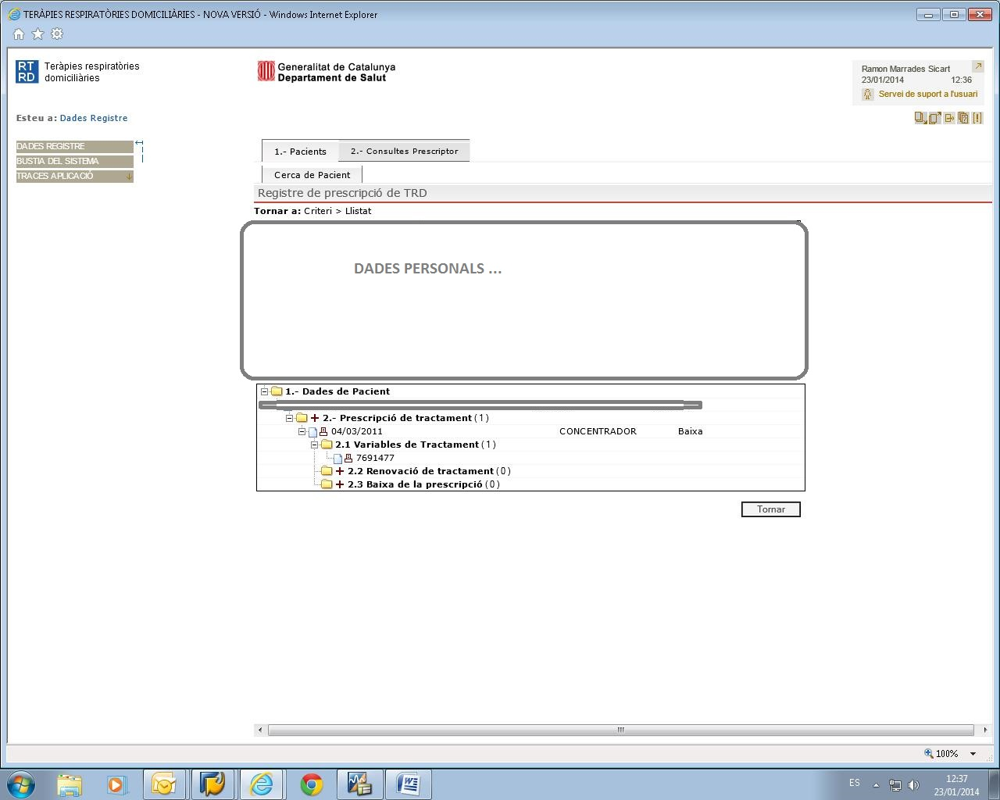 TERÀPIES RESPIRATÒRIES DOMICILIÀRIES - NOVA VERSIÓ - Windows Internet Explorer
RT
RD
Teràpies respiratòries
domiciliàries
Generalitat de Catalunya
Departament de Salut
Ramon Marrades Sicart
23/01/2014 12:36
Servei de suport a l'usuari
Esteu a: Dades Registre
DADES REGISTRE
BUSTIA DEL SISTEMA
TRACES APLICACIÓ
1.- Pacients
2.- Consultes Prescriptor
Cerca de Pacient
Registre de prescripció de TRD
Tornar a: Criteri > Llistat
DADES PERSONALS ...
1.- Dades de Pacient
2.- Prescripció de tractament (1)
04/03/2011 CONCENTRADOR Baixa
2.1 Variables de Tractament (1)
7691477
2.2 Renovació de tractament (0)
2.3 Baixa de la prescripció (0)
Tornar
100%
ES
12:37
23/01/2014